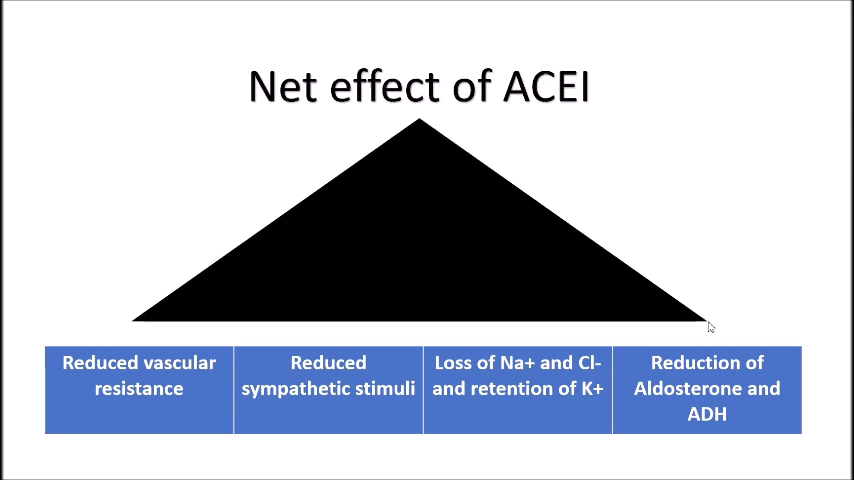 Net effect of ACEI
Reduced vascular
resistance
Reduced
sympathetic stimuli
Loss of Na+ and Cl-
and retention of K+
Reduction of
Aldosterone and
ADH